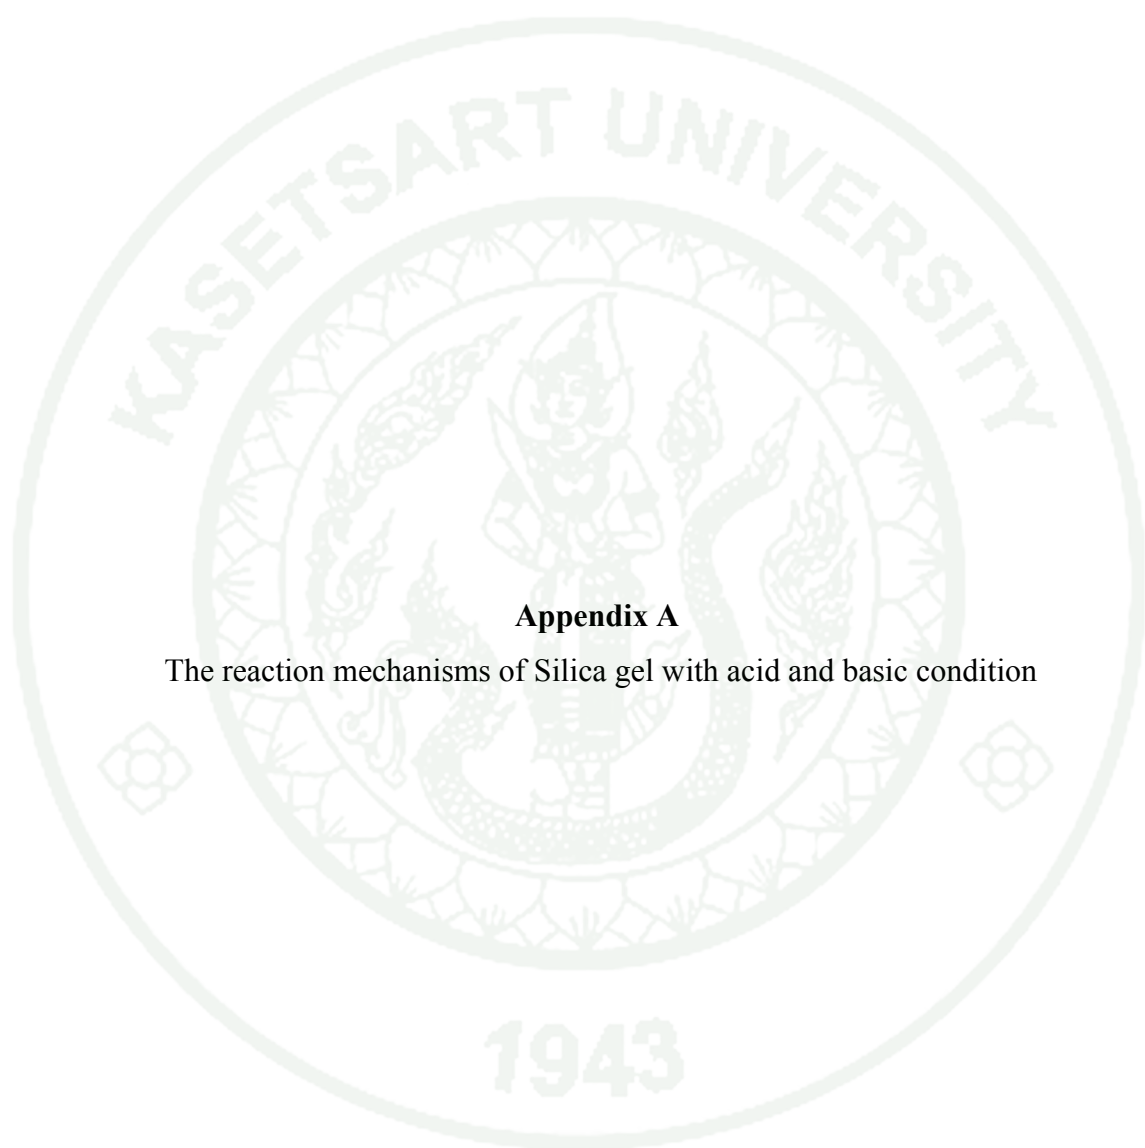 KASETSART UNIVERSITY
Appendix A
The reaction mechanisms of Silica gel with acid and basic condition
1943